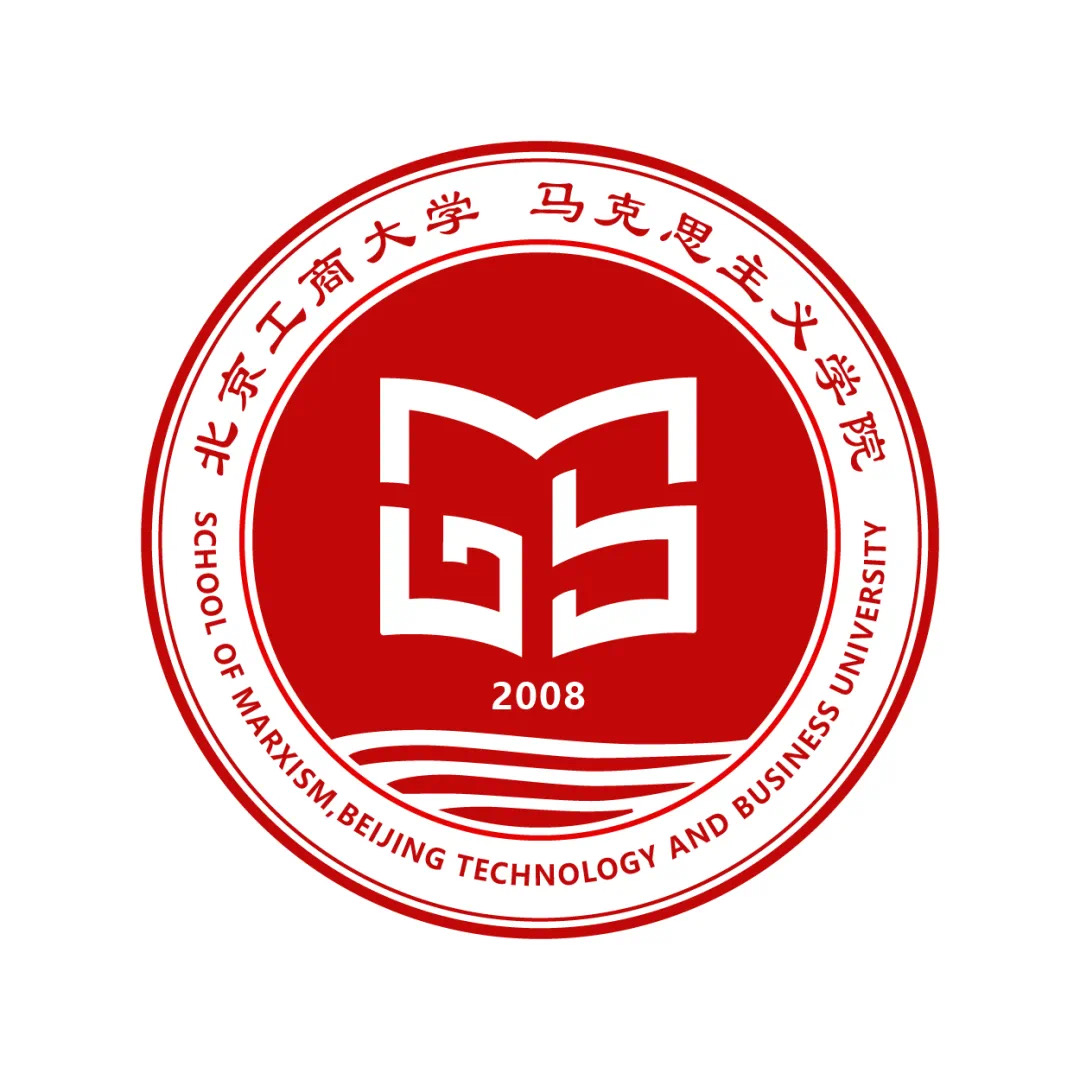 北京工商大学 马克思主义学院
2008
SCHOOL OF MARXISM,BEIJING TECHNOLOGY AND BUSINESS UNIVERSITY